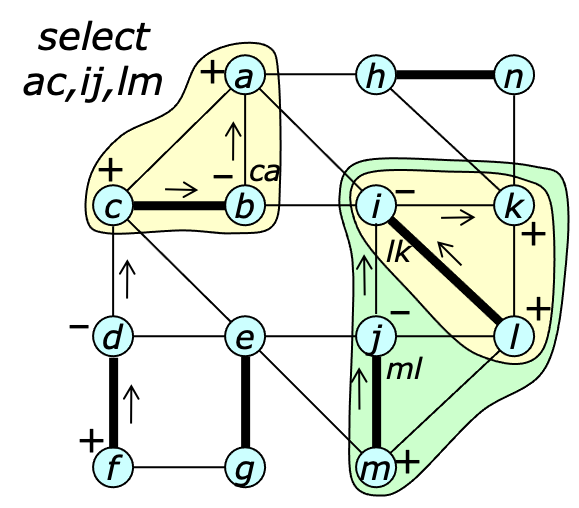 select
ac,ij,lm
+ a h n
+ − ca
c b i − k
lk +
− d e j − l +
ml
+ f g m +